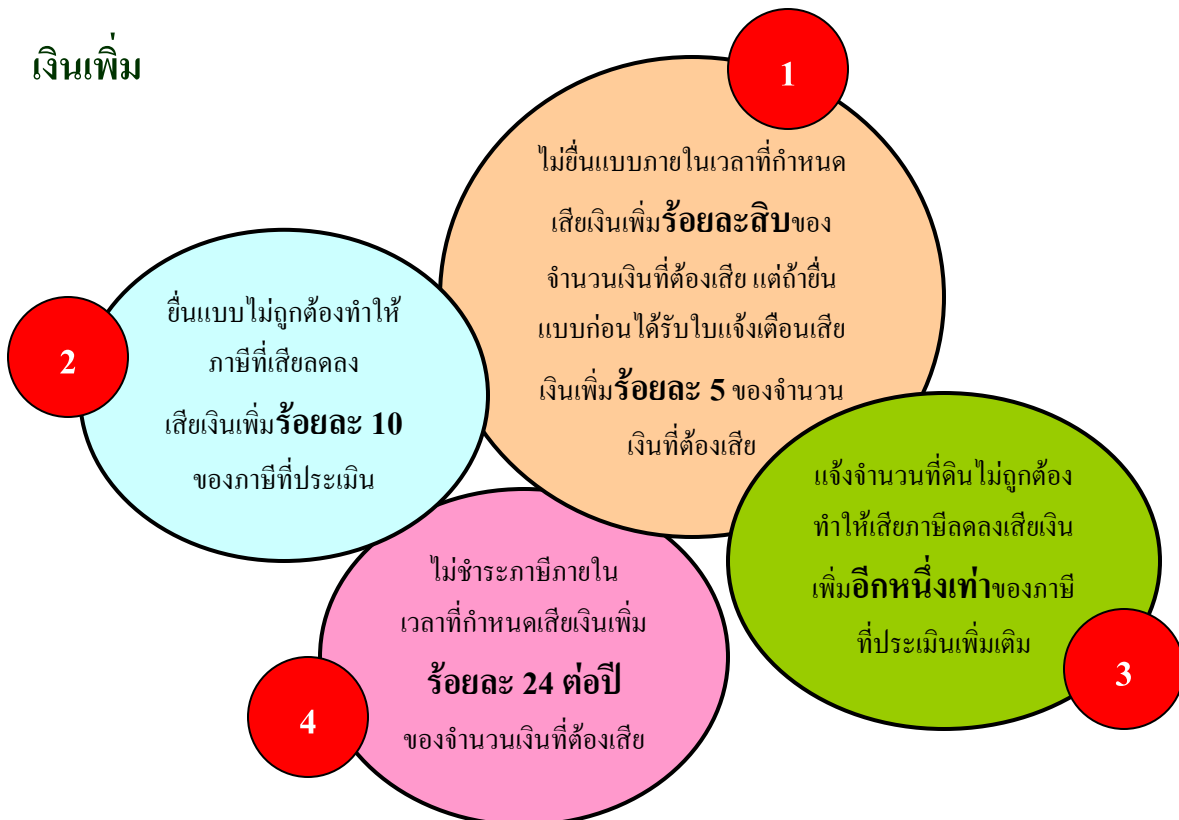 เงินเพิ่ม
1
ไม่ยื่นแบบภายในเวลาที่กำหนด
เสียเงินเพิ่มร้อยละสิบของ
จำนวนเงินที่ต้องเสีย แต่ถ้ายื่น
แบบก่อนได้รับใบแจ้งเตือนเสีย
เงินเพิ่มร้อยละ 5 ของจำนวน
เงินที่ต้องเสีย
2
ยื่นแบบไม่ถูกต้องทำให้
ภาษีที่เสียลดลง
เสียเงินเพิ่มร้อยละ 10
ของภาษีที่ประเมิน
แจ้งจำนวนที่ดินไม่ถูกต้อง
ทำให้เสียภาษีลดลงเสียเงิน
เพิ่มอีกหนึ่งเท่าของภาษี
ที่ประเมินเพิ่มเติม
3
ไม่ชำระภาษีภายใน
เวลาที่กำหนดเสียเงินเพิ่ม
ร้อยละ 24 ต่อปี
ของจำนวนเงินที่ต้องเสีย
4